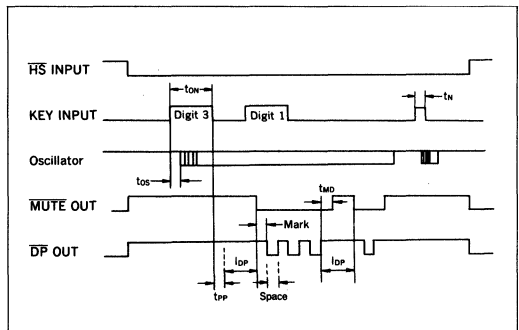 HS INPUT
tON
tN
KEY INPUT
Digit 3
Digit 1
Oscillator
tOS
tMD
MUTE OUT
Mark
DP OUT
IDP
IDP
tPP
Space